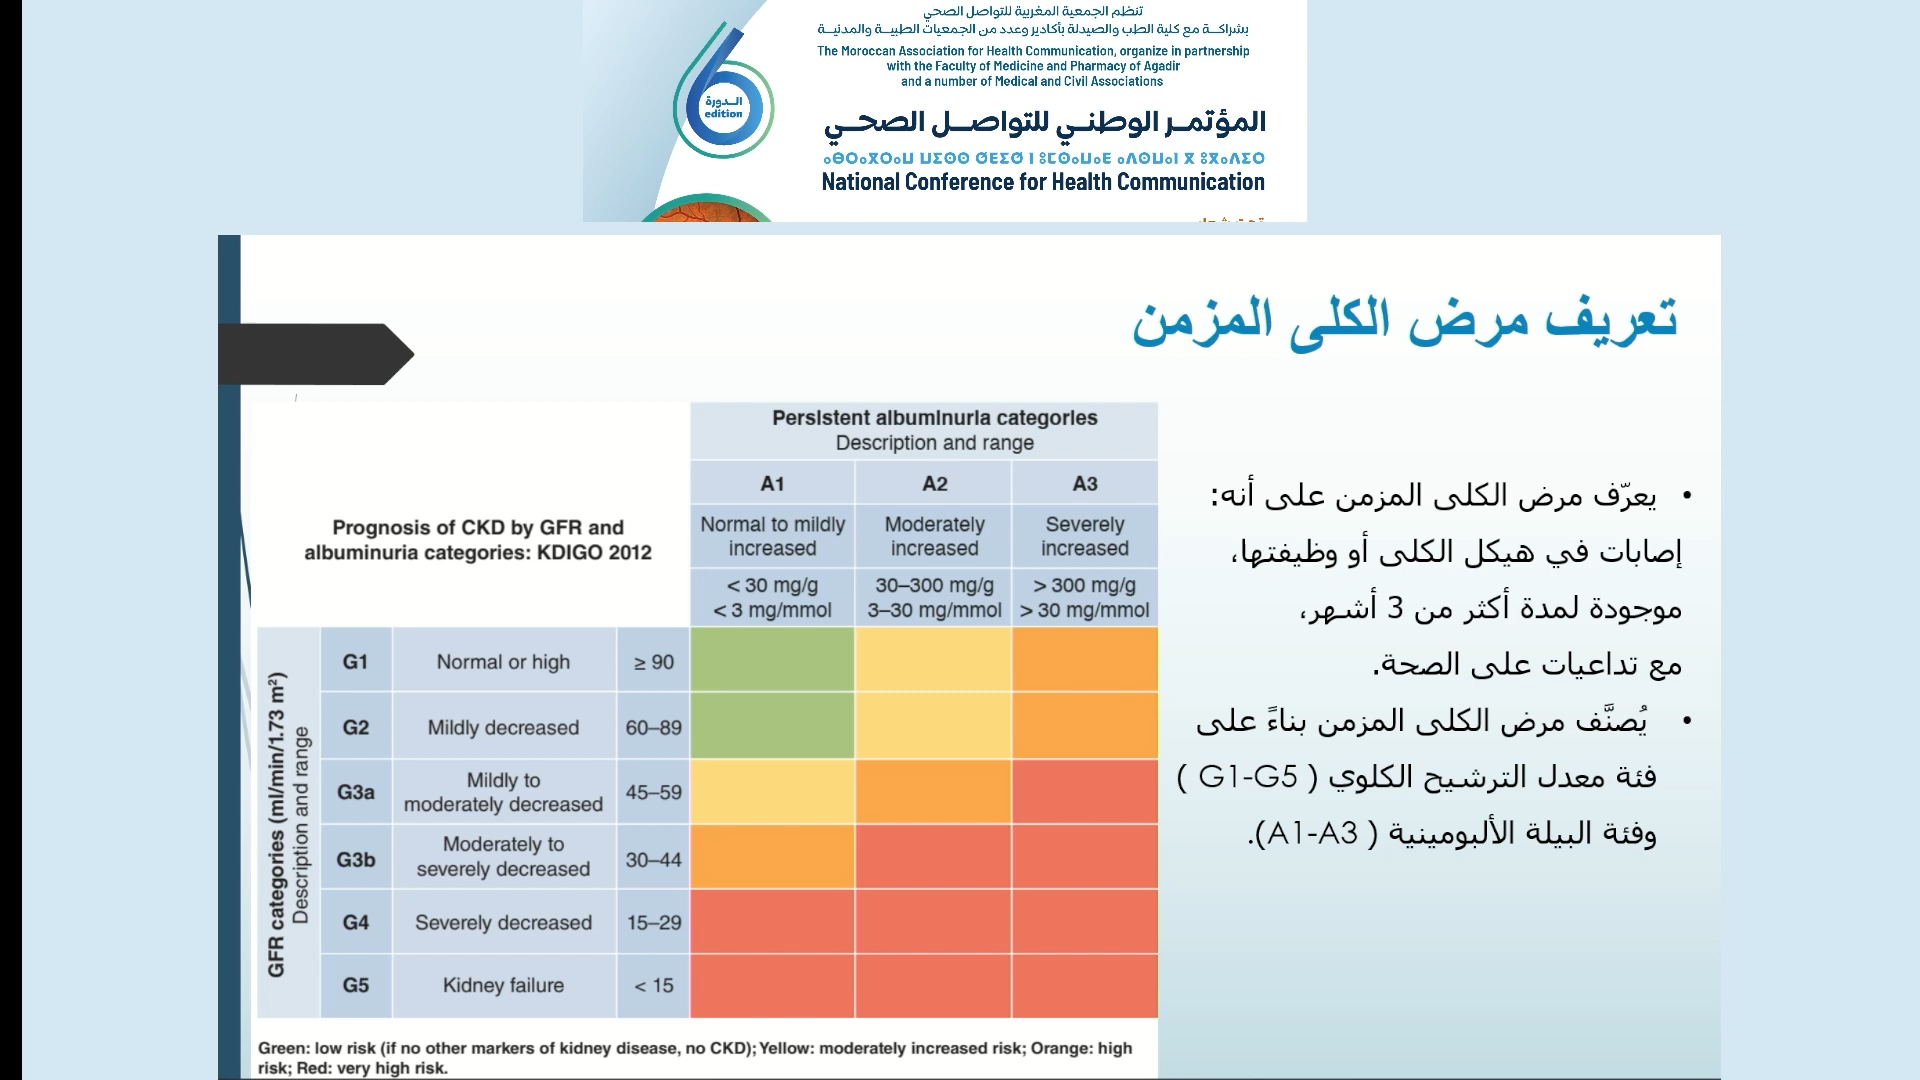 تنظم الجمعية المغربية للتواصل الصحي
بشراكــة مع كلية الطب والصيدلة بأكادير وعدد من الجمعيات الطبيــة والمدنيــة
The Moroccan Association for Health Communication, organize in partnership
with the Faculty of Medicine and Pharmacy of Agadir
and a number of Medical and Civil Associations
الــدورة
edition
المؤتمــر الوطنــي للتواصــل الصحــي
National Conference for Health Communication
تعريف مرض الكلى المزمن
Persistent albuminuria categories
Description and range
A1 A2 A3
Prognosis of CKD by GFR and
albuminuria categories: KDIGO 2012
Normal to mildly
increased
Moderately
increased
Severely
increased
< 30 mg/g
< 3 mg/mmol
30–300 mg/g
3–30 mg/mmol
> 300 mg/g
> 30 mg/mmol
GFR categories (ml/min/1.73 m²)
Description and range
G1 Normal or high ≥ 90
G2 Mildly decreased 60–89
G3a Mildly to
moderately decreased 45–59
G3b Moderately to
severely decreased 30–44
G4 Severely decreased 15–29
G5 Kidney failure < 15
Green: low risk (if no other markers of kidney disease, no CKD); Yellow: moderately increased risk; Orange: high
risk; Red: very high risk.
• يعرّف مرض الكلى المزمن على أنه:
إصابات في هيكل الكلى أو وظيفتها،
موجودة لمدة أكثر من 3 أشهر،
مع تداعيات على الصحة.
• يُصنَّف مرض الكلى المزمن بناءً على
فئة معدل الترشيح الكلوي ( G1-G5 )
وفئة البيلة الألبومينية ( A1-A3).